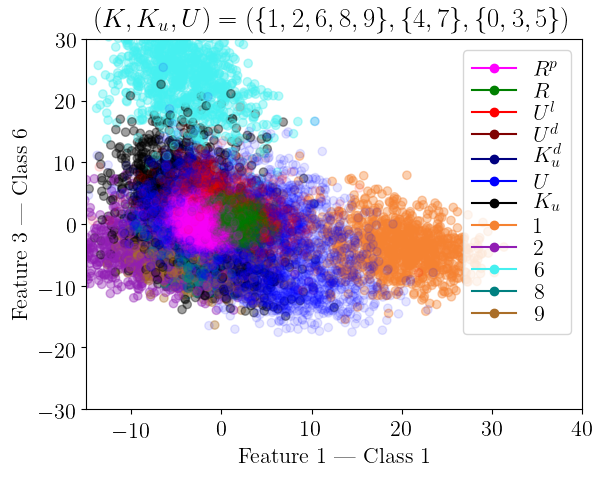 (K, K_u, U) = ({1, 2, 6, 8, 9}, {4, 7}, {0, 3, 5})
30
20
10
0
−10
−20
−30
Feature 3 — Class 6
R^p
R
U^l
U^d
K_u^d
U
K_u
1
2
6
8
9
−10
0
10
20
30
40
Feature 1 — Class 1